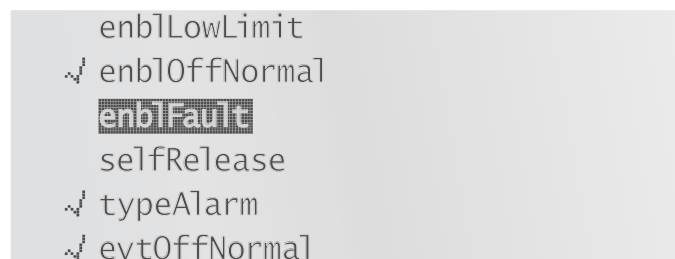 enblLowLimit
enblOffNormal
enblFault
selfRelease
typeAlarm
evtOffNormal